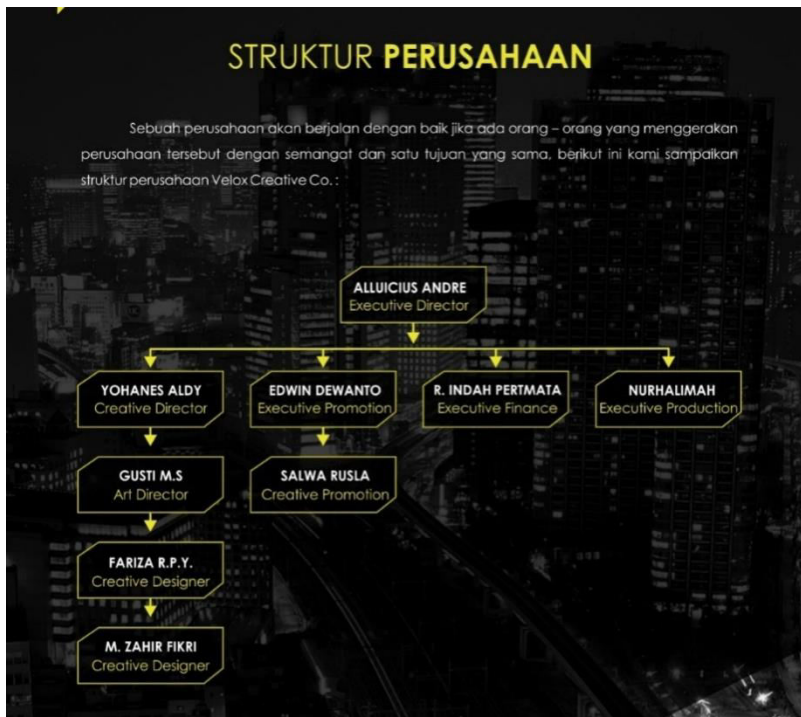 STRUKTUR PERUSAHAAN
Sebuah perusahaan akan berjalan dengan baik jika ada orang – orang yang menggerakan
perusahaan tersebut dengan semangat dan satu tujuan yang sama, berikut ini kami sampaikan
struktur perusahaan Velox Creative Co. :
ALLUICIUS ANDRE
Executive Director
YOHANES ALDY
Creative Director
EDWIN DEWANTO
Executive Promotion
R. INDAH PERTMATA
Executive Finance
NURHALIMAH
Executive Production
GUSTI M.S
Art Director
SALWA RUSLA
Creative Promotion
FARIZA R.P.Y.
Creative Designer
M. ZAHIR FIKRI
Creative Designer